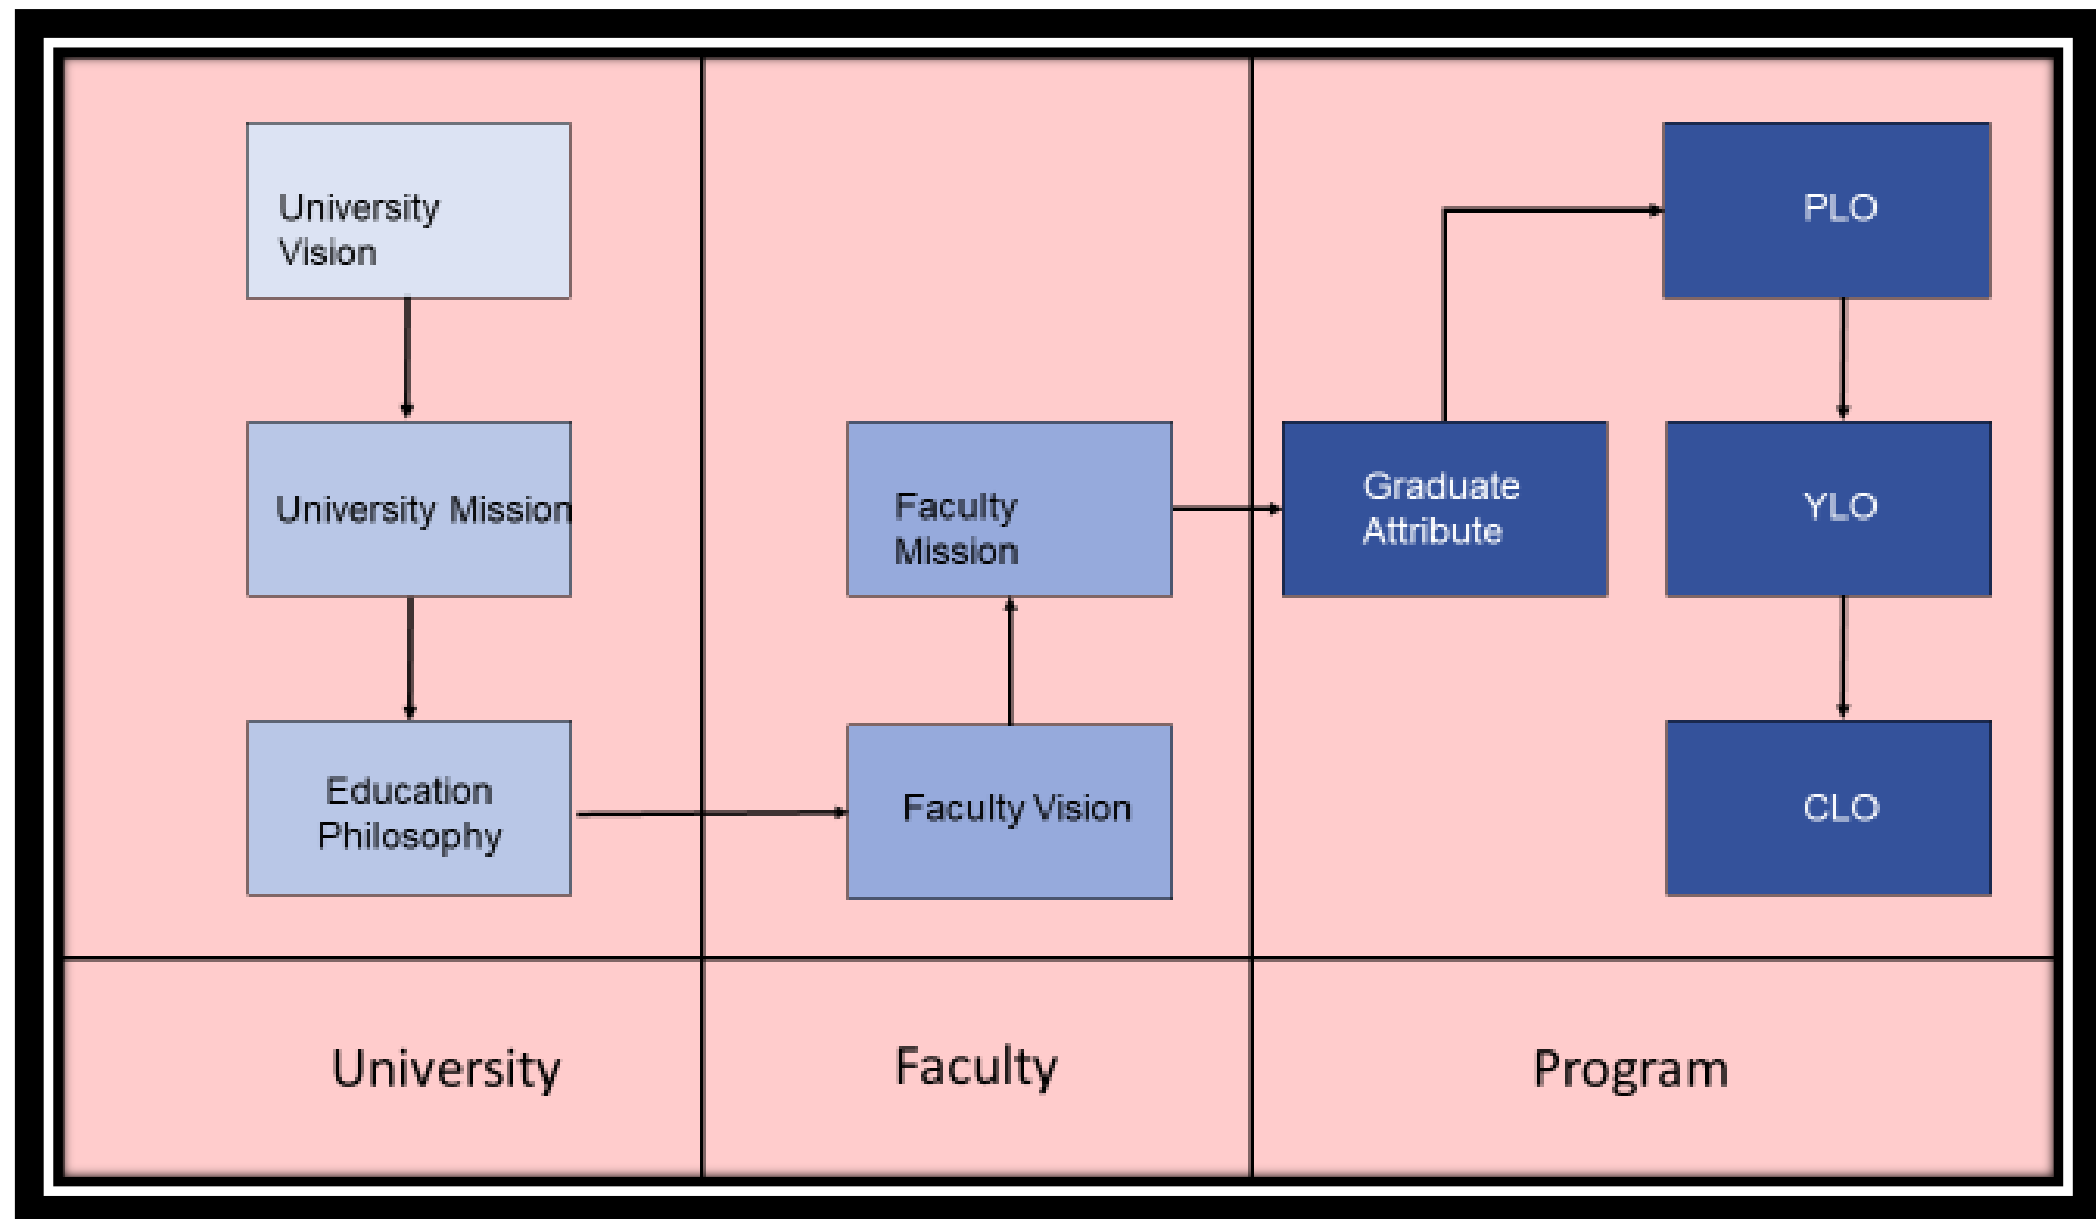 University
Vision
University Mission
Education
Philosophy
Faculty
Mission
Faculty Vision
Graduate
Attribute
PLO
YLO
CLO
University
Faculty
Program